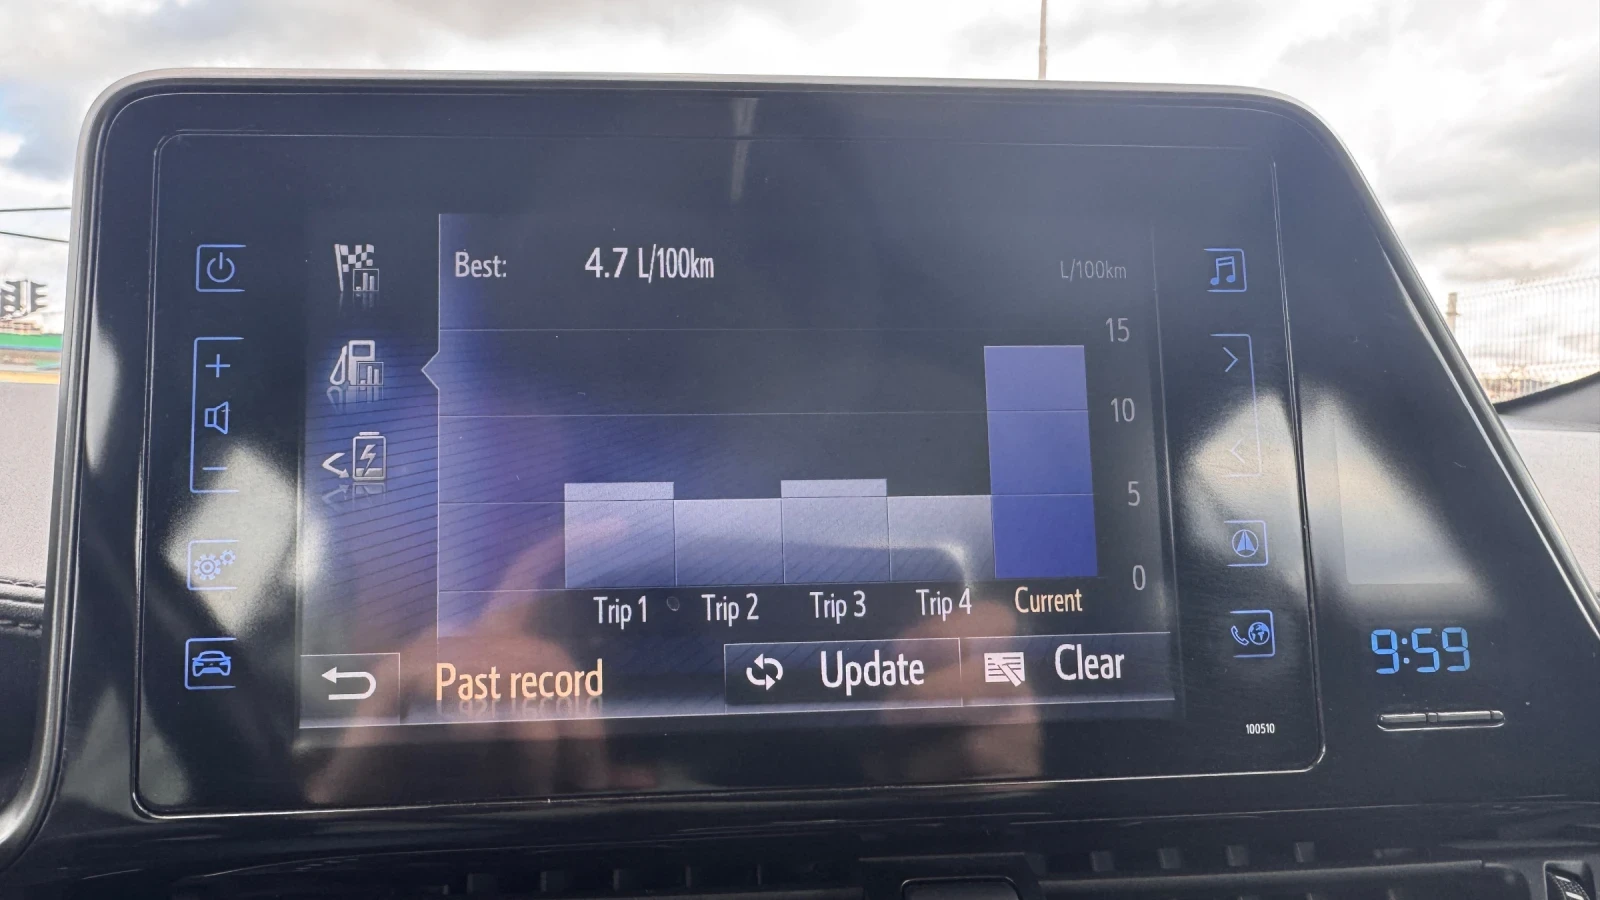 Best: 4.7 L/100km
L/100km
15
10
5
0
Trip 1 Trip 2 Trip 3 Trip 4 Current
Past record Update Clear
100510
9:59